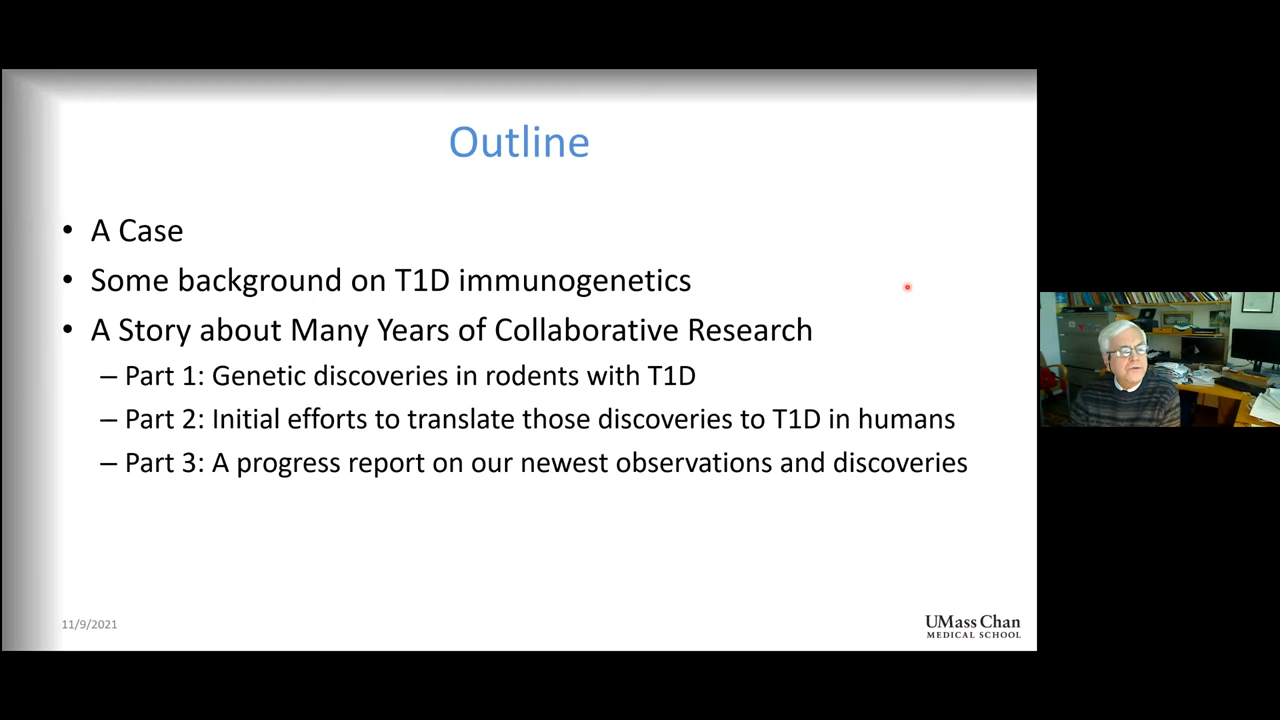 Outline
• A Case
• Some background on T1D immunogenetics
• A Story about Many Years of Collaborative Research
– Part 1: Genetic discoveries in rodents with T1D
– Part 2: Initial efforts to translate those discoveries to T1D in humans
– Part 3: A progress report on our newest observations and discoveries
11/9/2021
UMass Chan
MEDICAL SCHOOL